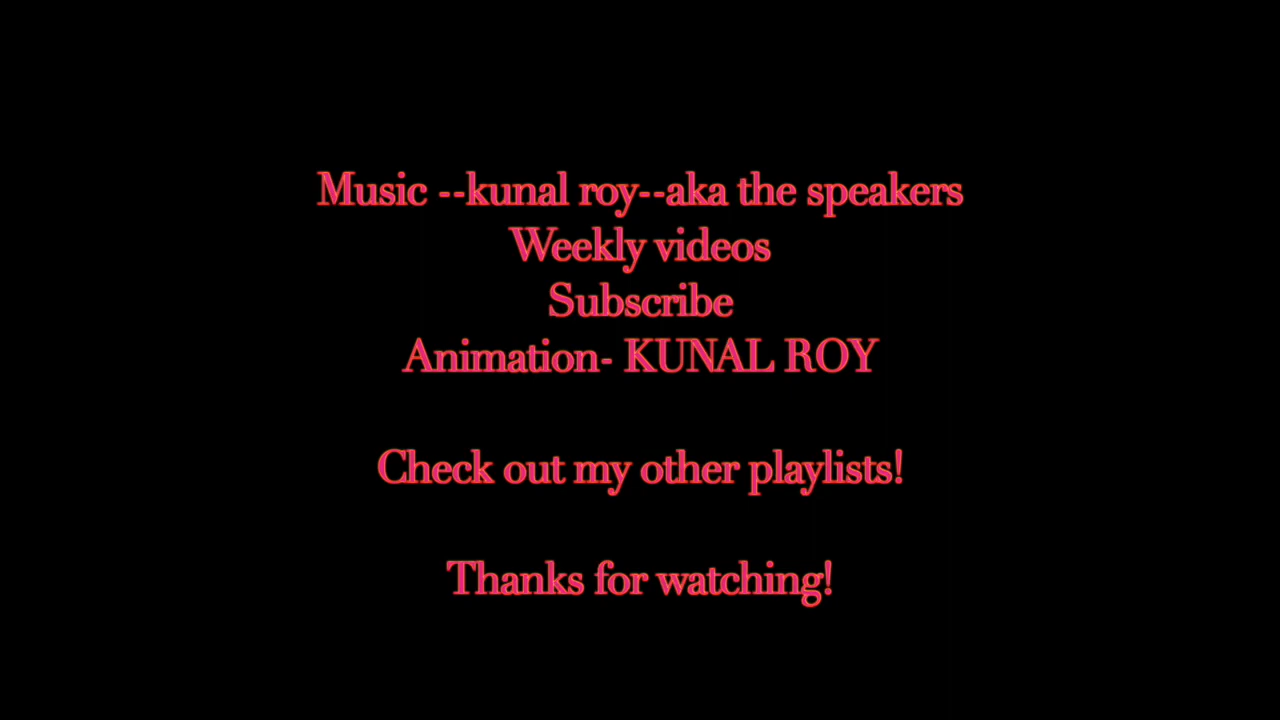 Music --kunal roy--aka the speakers
Weekly videos
Subscribe
Animation- KUNAL ROY
Check out my other playlists!
Thanks for watching!